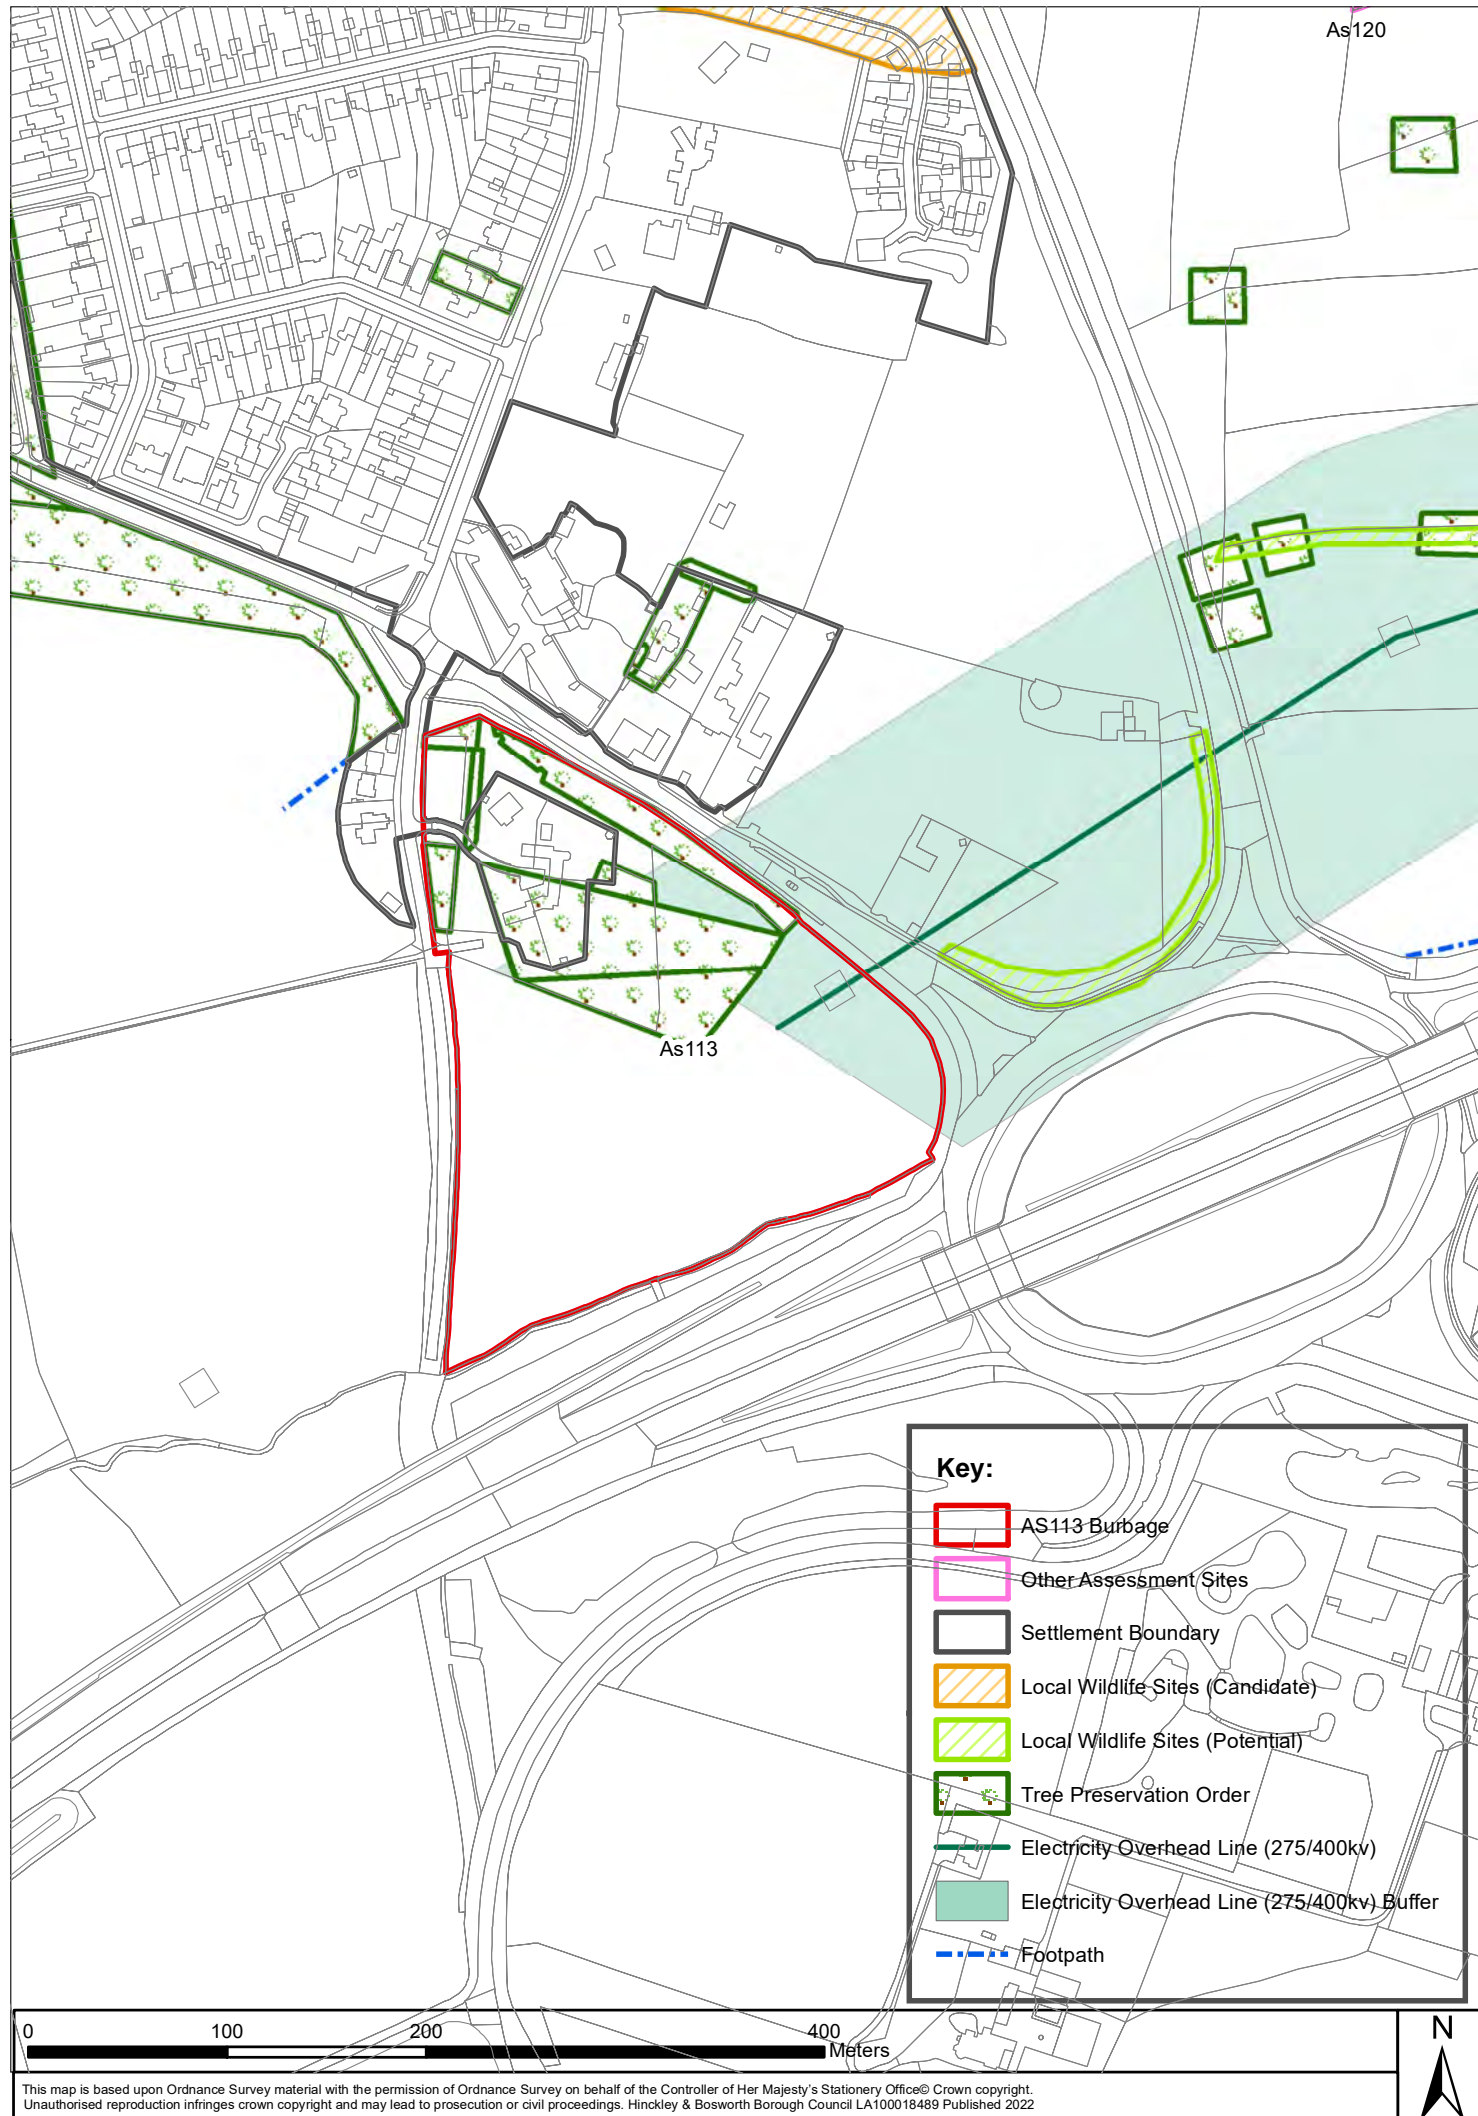 As120
As113
Key:
AS113 Burbage
Other Assessment Sites
Settlement Boundary
Local Wildlife Sites (Candidate)
Local Wildlife Sites (Potential)
Tree Preservation Order
Electricity Overhead Line (275/400kv)
Electricity Overhead Line (275/400kv) Buffer
Footpath
0 100 200 400
Meters
N
This map is based upon Ordnance Survey material with the permission of Ordnance Survey on behalf of the Controller of Her Majesty's Stationery Office© Crown copyright.
Unauthorised reproduction infringes crown copyright and may lead to prosecution or civil proceedings. Hinckley & Bosworth Borough Council LA100018489 Published 2022